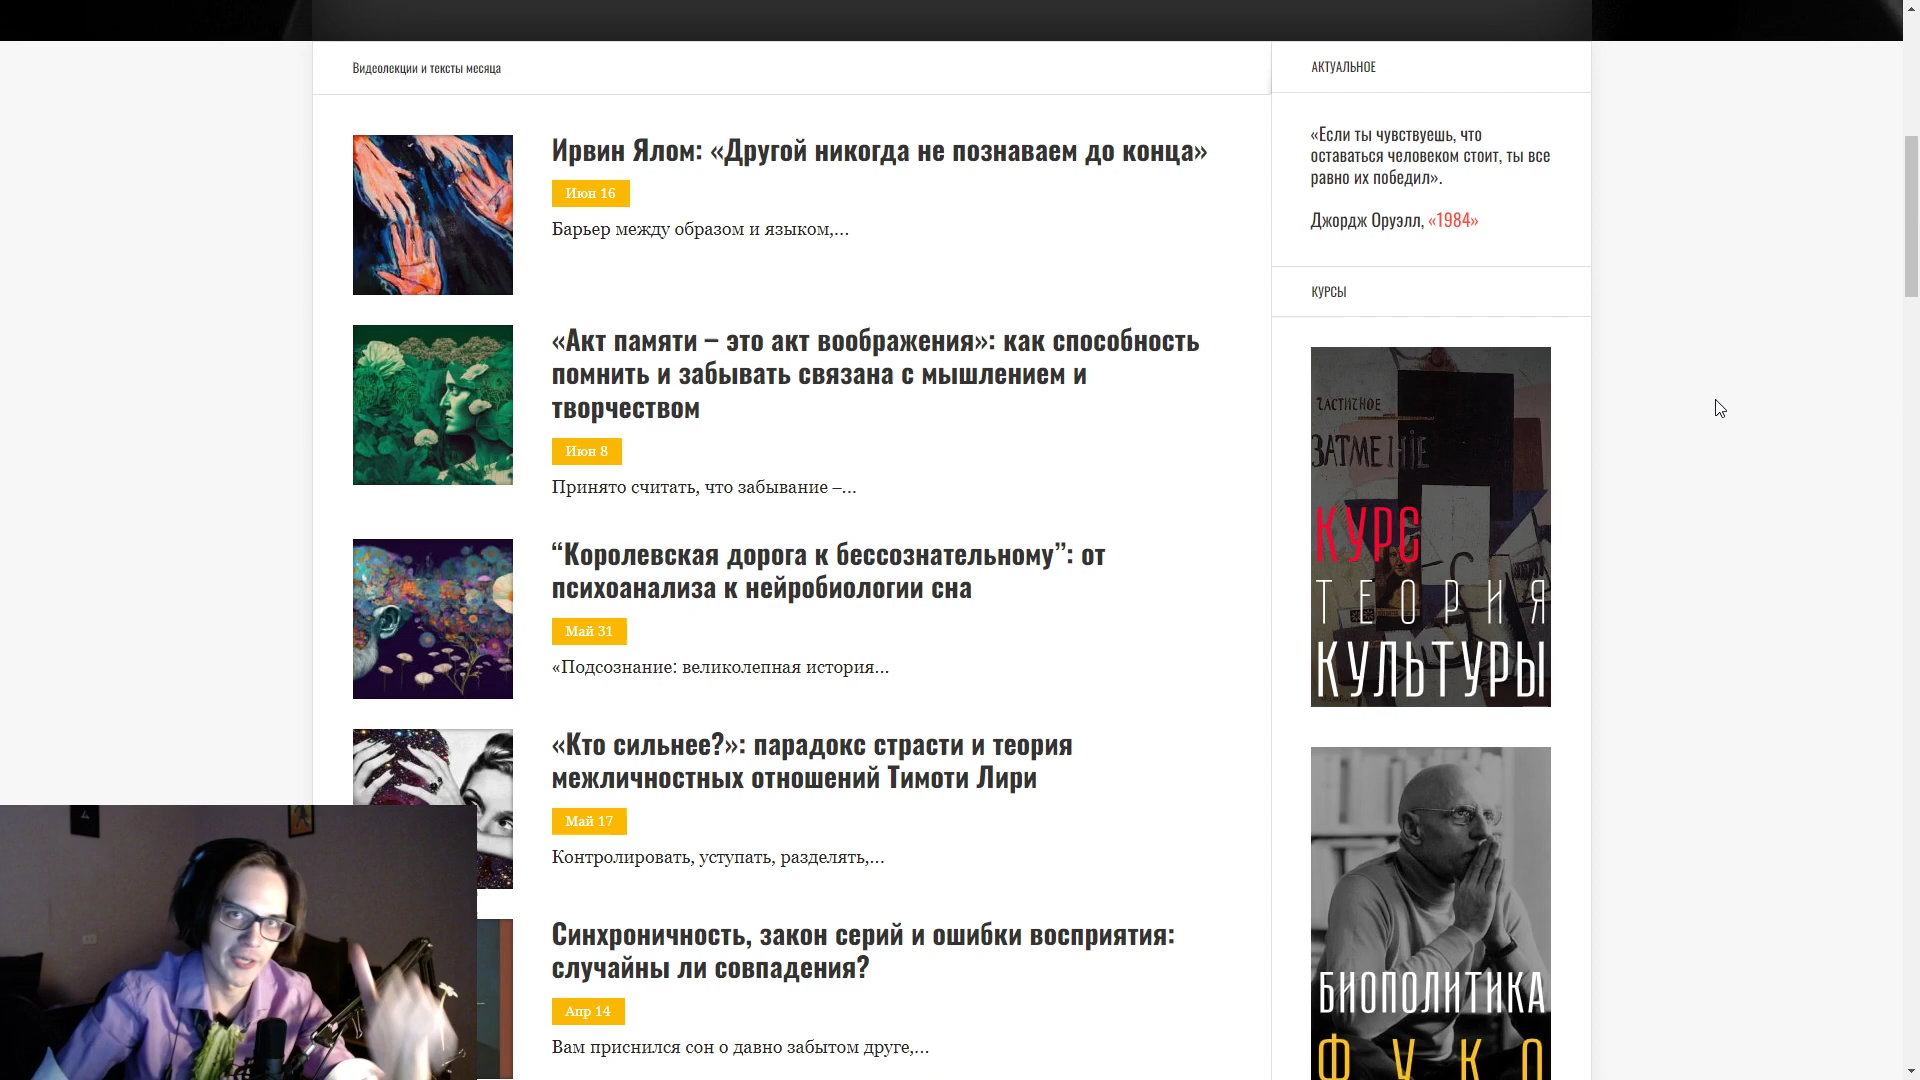 Видеолекции и тексты месяца
Ирвин Ялом: «Другой никогда не познаваем до конца»
Июн 16
Барьер между образом и языком,...
«Акт памяти – это акт воображения»: как способность
помнить и забывать связана с мышлением и
творчеством
Июн 8
Принято считать, что забывание –...
“Королевская дорога к бессознательному”: от
психоанализа к нейробиологии сна
Май 31
«Подсознание: великолепная история...
«Кто сильнее?»: парадокс страсти и теория
межличностных отношений Тимоти Лири
Май 17
Контролировать, уступать, разделять,...
Синхроничность, закон серий и ошибки восприятия:
случайны ли совпадения?
Апр 14
Вам приснился сон о давно забытом друге,...
АКТУАЛЬНОЕ
«Если ты чувствуешь, что
оставаться человеком стоит, ты все
равно их победил».
Джордж Оруэлл, «1984»
КУРСЫ
ЧАСТИЧНОЕ
ЗАТМЕНІЕ
КУРС
ТЕОРИЯ
КУЛЬТУРЫ
БИОПОЛИТИКА
ФУКО